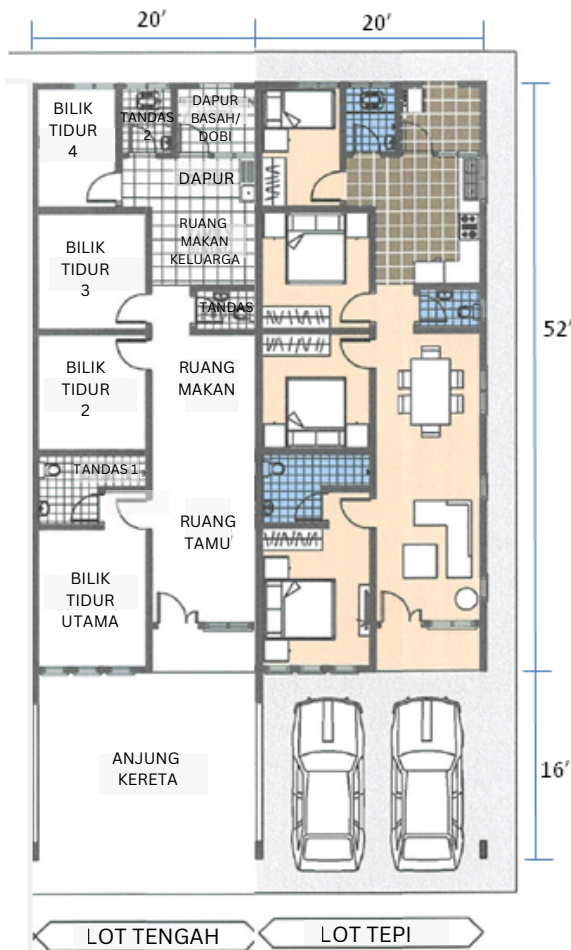 20' 20'
BILIK
TIDUR
4
TANDAS
2
DAPUR
BASAH/
DOBI
DAPUR
RUANG
MAKAN
KELUARGA
BILIK
TIDUR
3
TANDAS
BILIK
TIDUR
2
RUANG
MAKAN
52'
TANDAS 1
RUANG
TAMU
BILIK
TIDUR
UTAMA
ANJUNG
KERETA
16'
LOT TENGAH LOT TEPI